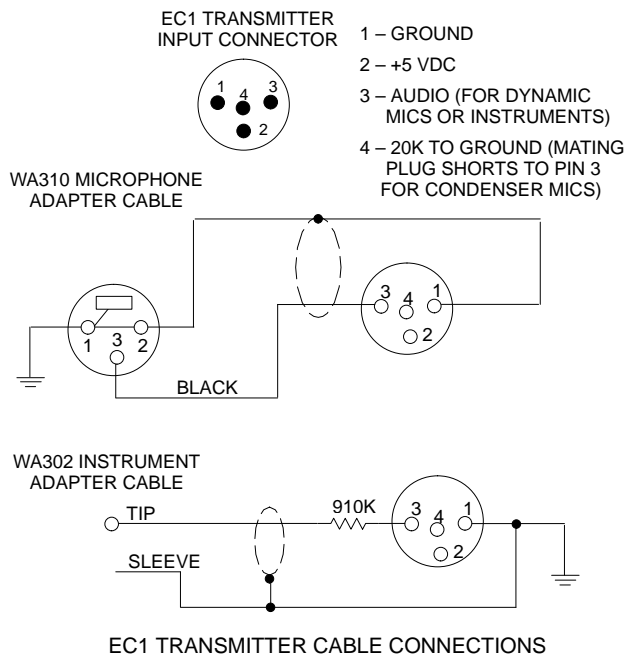 EC1 TRANSMITTER
INPUT CONNECTOR
1
4
3
2
1 – GROUND
2 – +5 VDC
3 – AUDIO (FOR DYNAMIC
MICS OR INSTRUMENTS)
4 – 20K TO GROUND (MATING
PLUG SHORTS TO PIN 3
FOR CONDENSER MICS)
WA310 MICROPHONE
ADAPTER CABLE
1
3
2
BLACK
3
4
1
2
WA302 INSTRUMENT
ADAPTER CABLE
TIP
SLEEVE
910K
3
4
1
2
EC1 TRANSMITTER CABLE CONNECTIONS